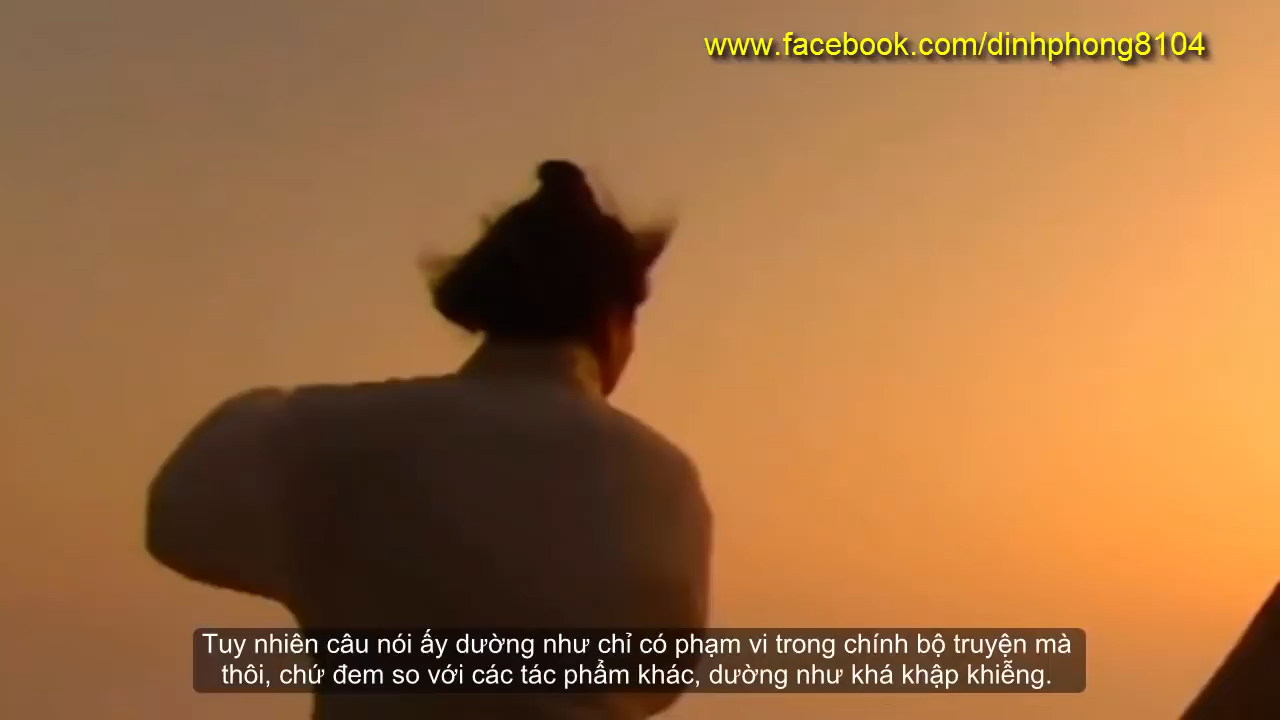 www.facebook.com/dinhphong8104
Tuy nhiên câu nói ấy dường như chỉ có phạm vi trong chính bộ truyện mà
thôi, chứ đem so với các tác phẩm khác, dường như khá khập khiễng.